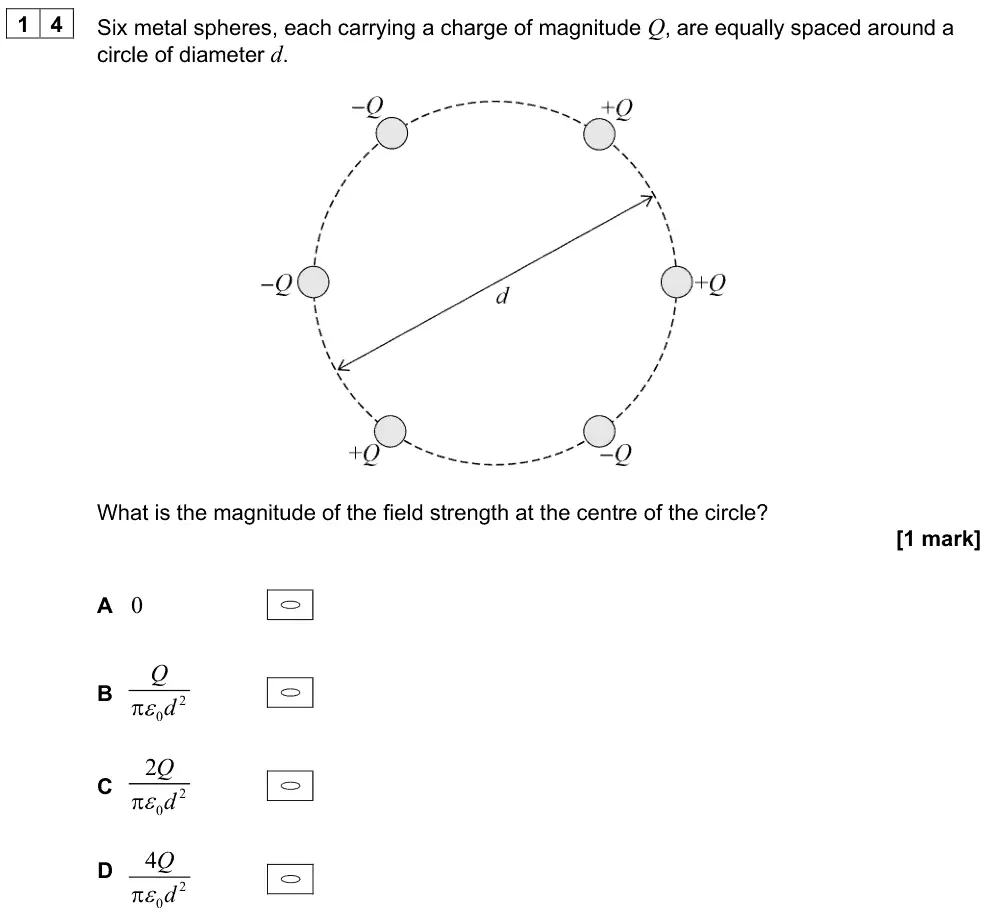 1 4 Six metal spheres, each carrying a charge of magnitude Q, are equally spaced around a
circle of diameter d.
−Q +Q
−Q +Q
d
+Q −Q
What is the magnitude of the field strength at the centre of the circle?
[1 mark]
A 0
B Q
πε₀d²
C 2Q
πε₀d²
D 4Q
πε₀d²